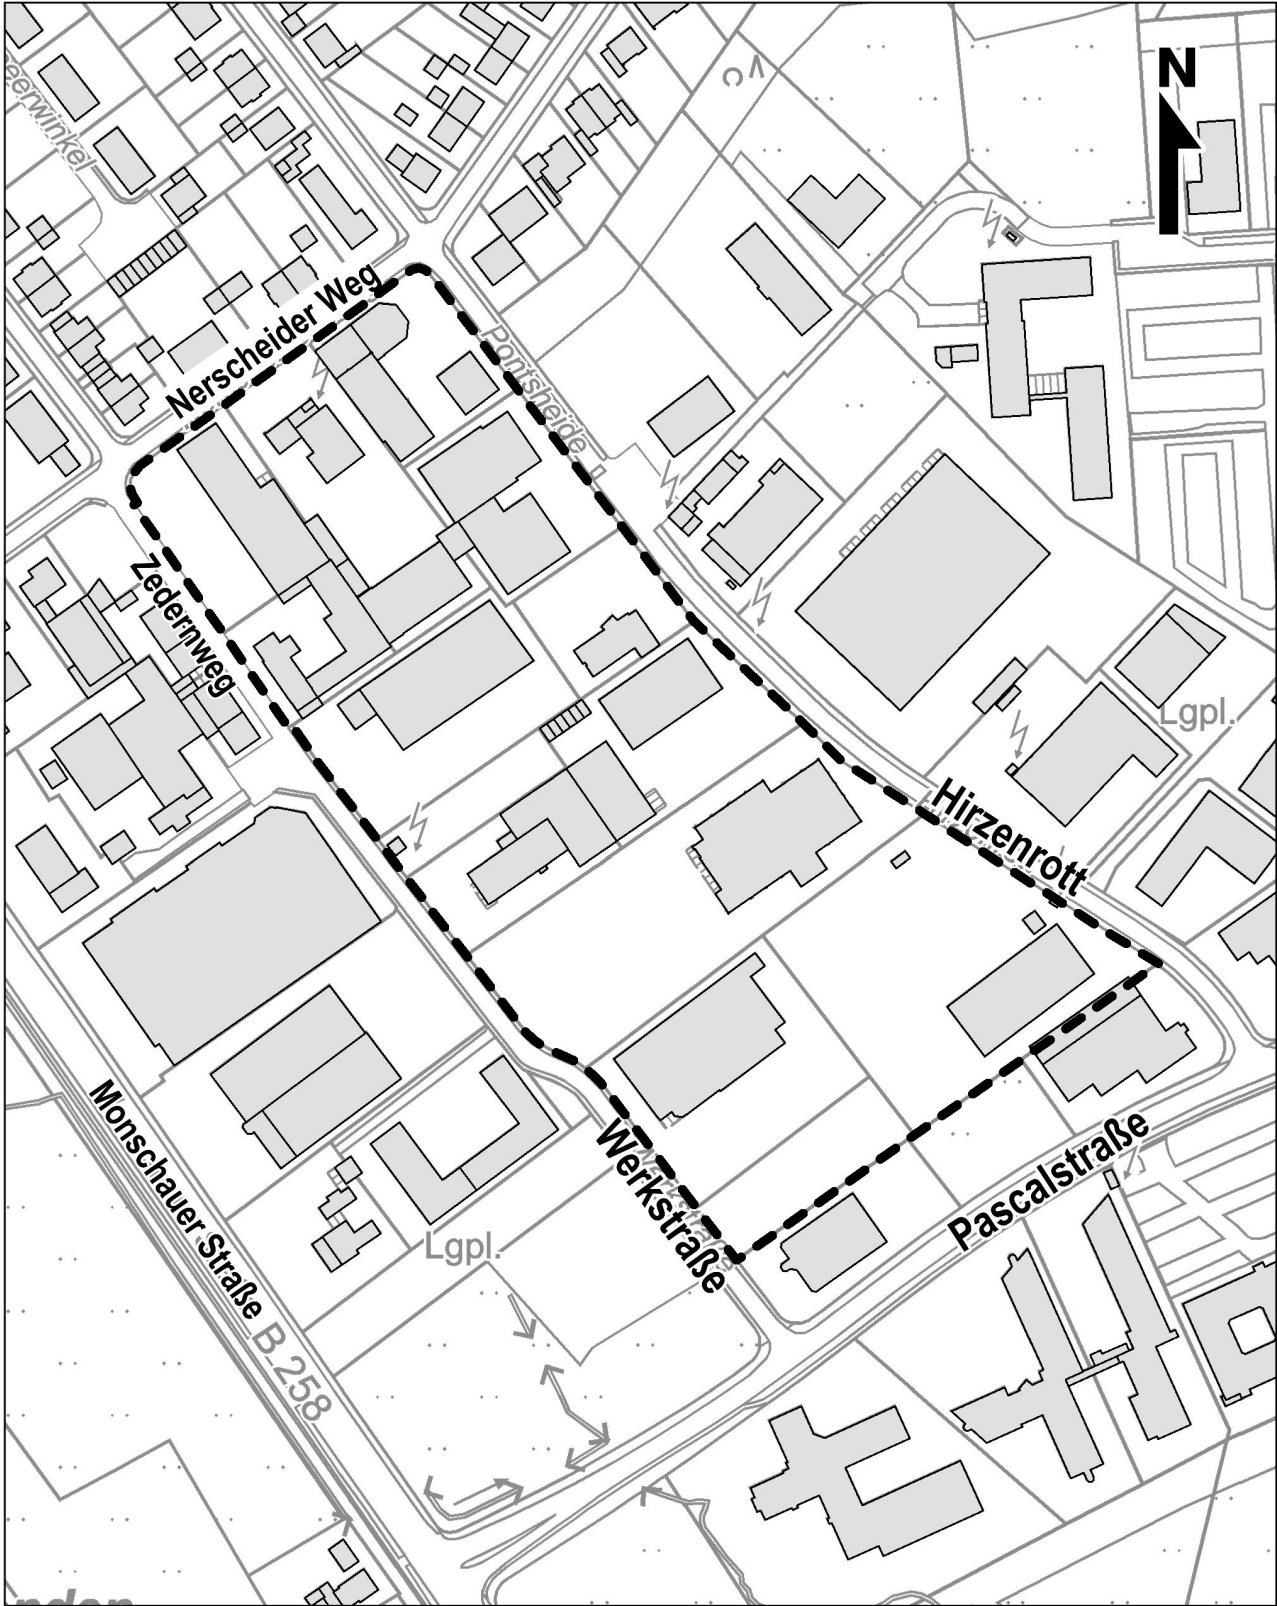 N
Nerscheider Weg
Pontsheide
Zedernweg
Lgpl.
Hirzenrott
Monschauer Straße
B 258
Werkstraße
Pascalstraße
Lgpl.